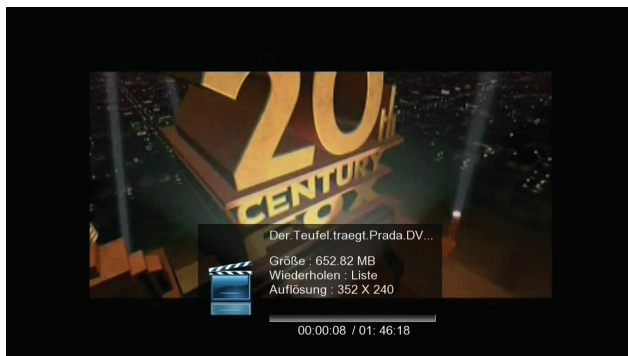 20th
CENTURY
FOX
Der.Teufel.traegt.Prada.DV...
Größe : 652.82 MB
Wiederholen : Liste
Auflösung : 352 X 240
00:00:08 / 01: 46:18